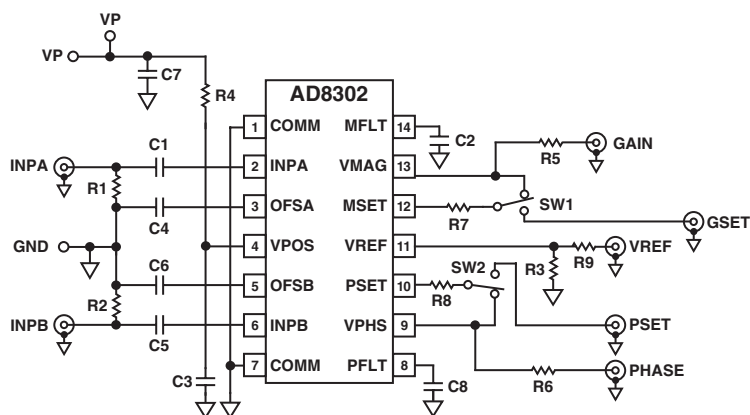 VP
VP
C7
R4
AD8302
1 COMM MFLT 14
C2
GAIN
R5
INPA
C1
2 INPA VMAG 13
R1
3 OFSA MSET 12
R7
SW1
GSET
C4
GND
4 VPOS VREF 11
R3
R9
VREF
C6
SW2
5 OFSB PSET 10
R8
R2
INPB
C5
6 INPB VPHS 9
PSET
7 COMM PFLT 8
C3
C8
R6
PHASE